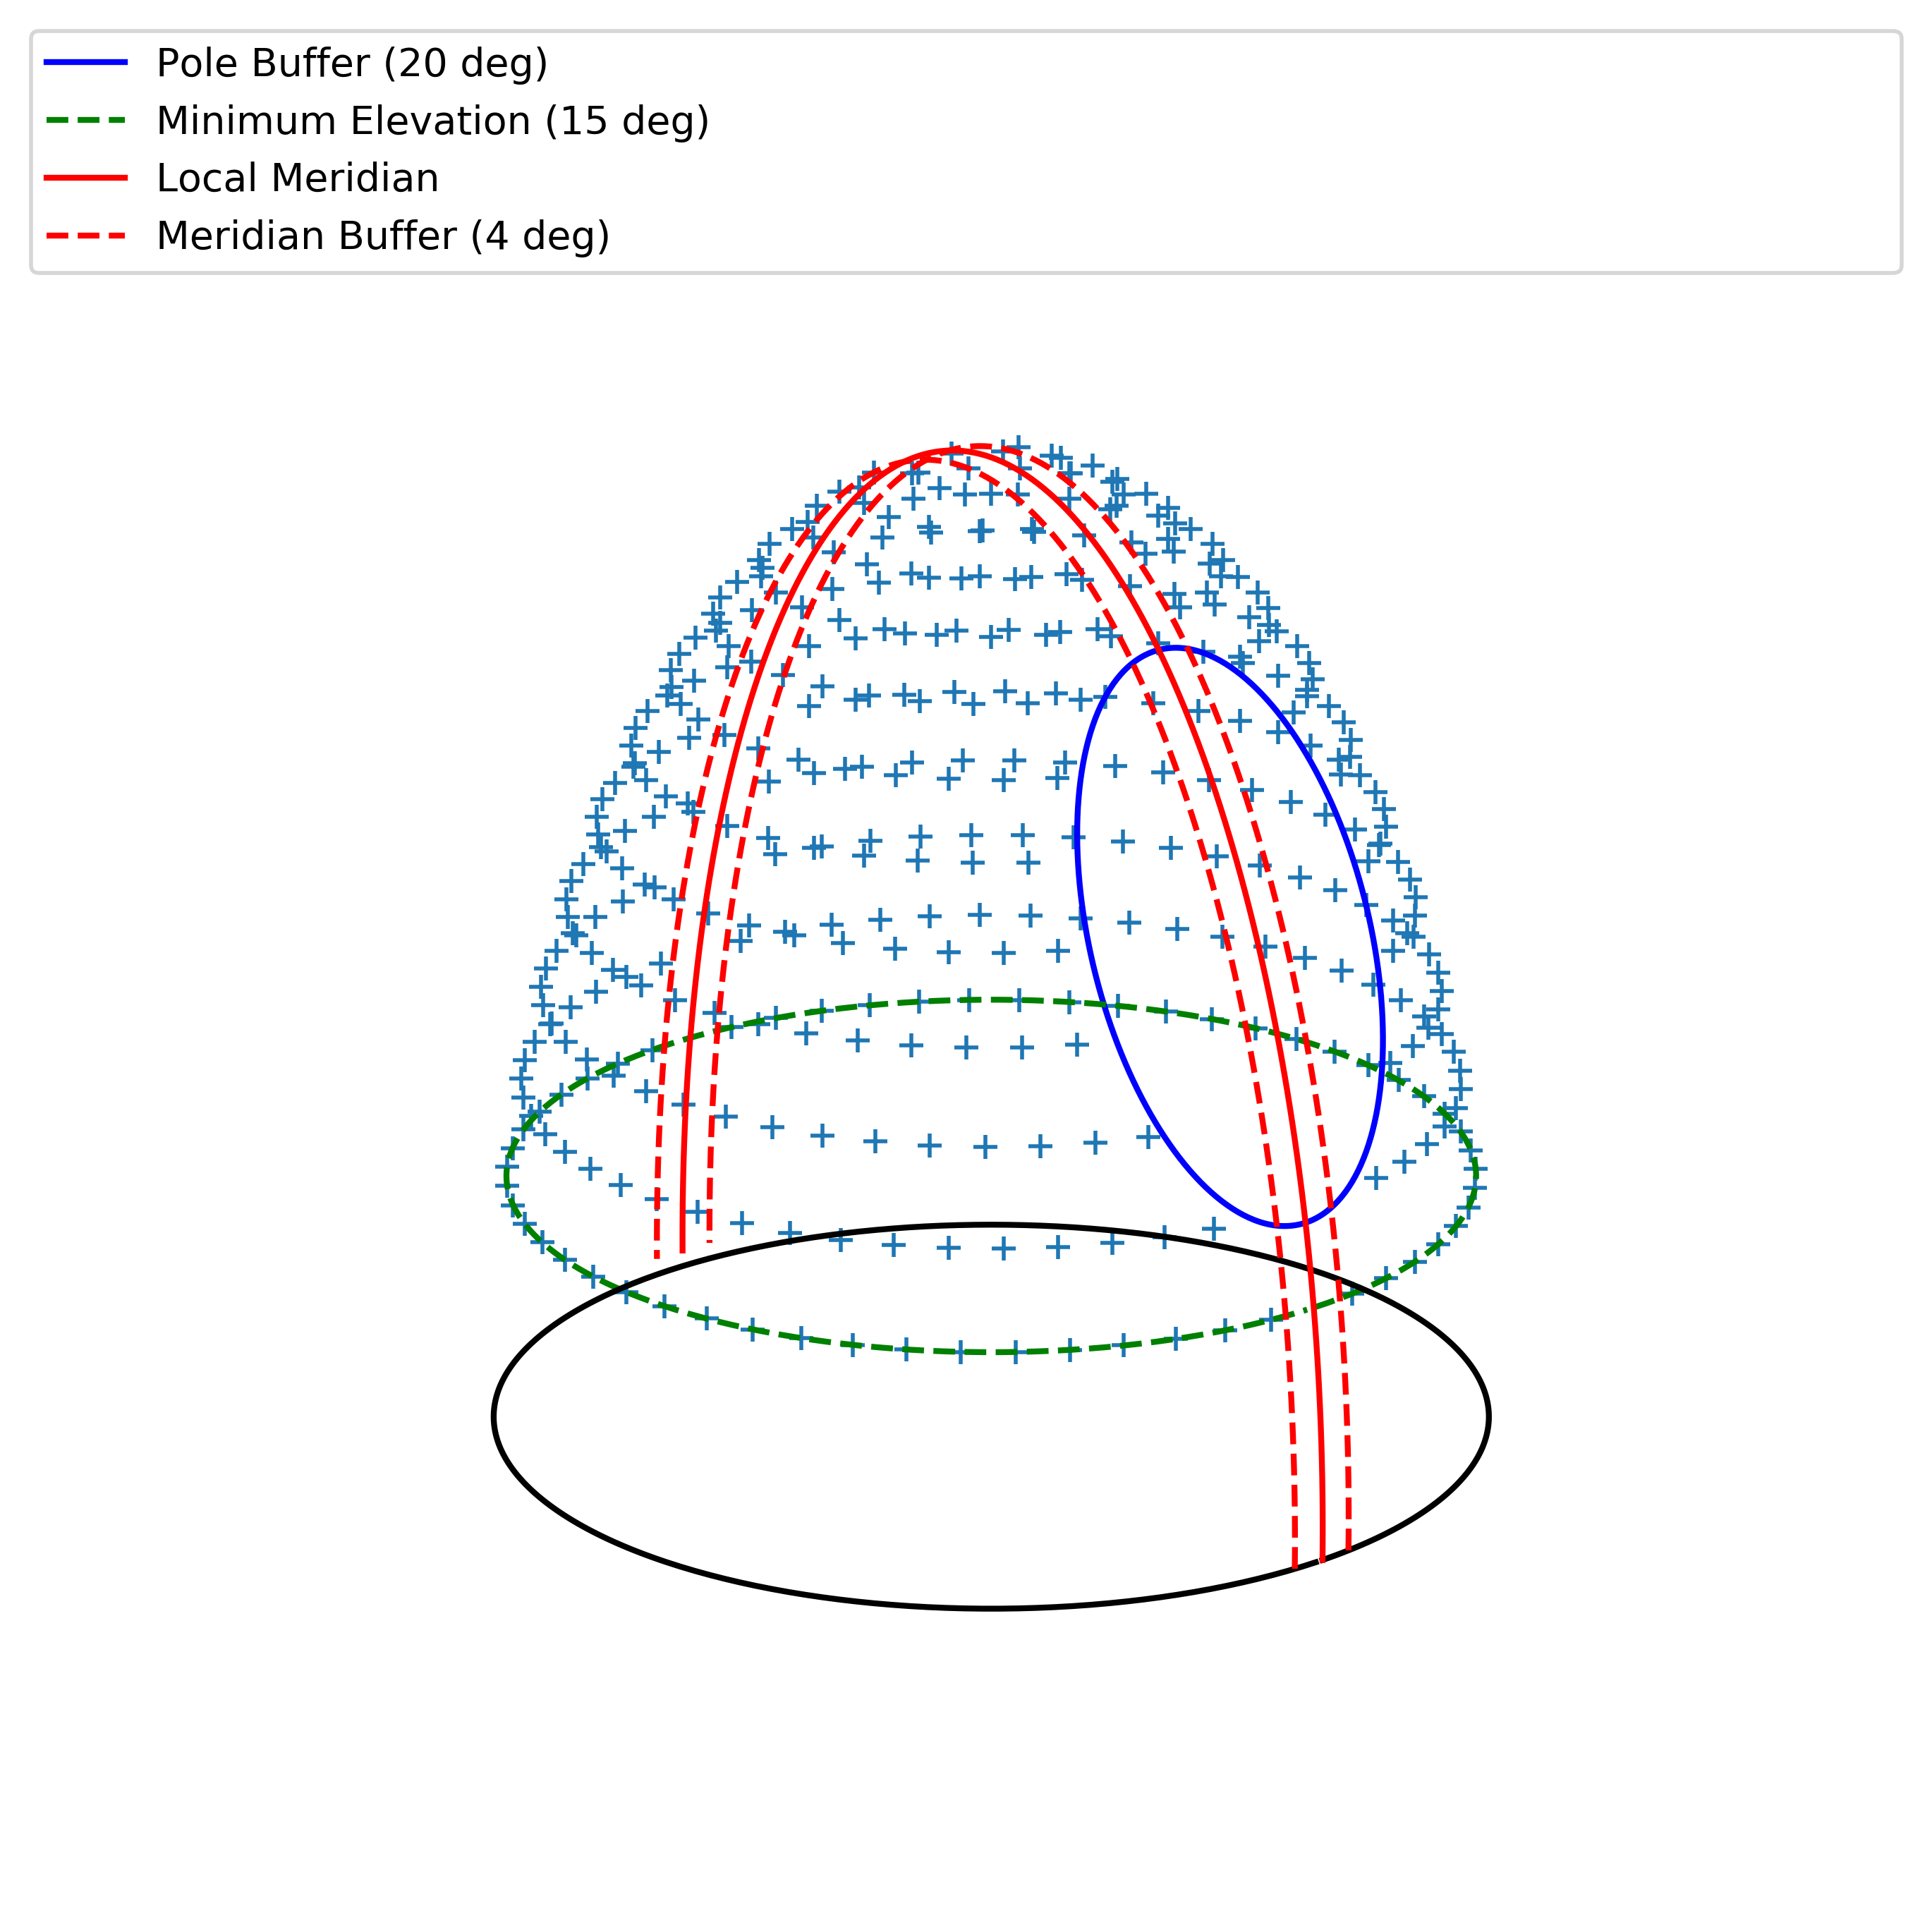 Pole Buffer (20 deg)
Minimum Elevation (15 deg)
Local Meridian
Meridian Buffer (4 deg)